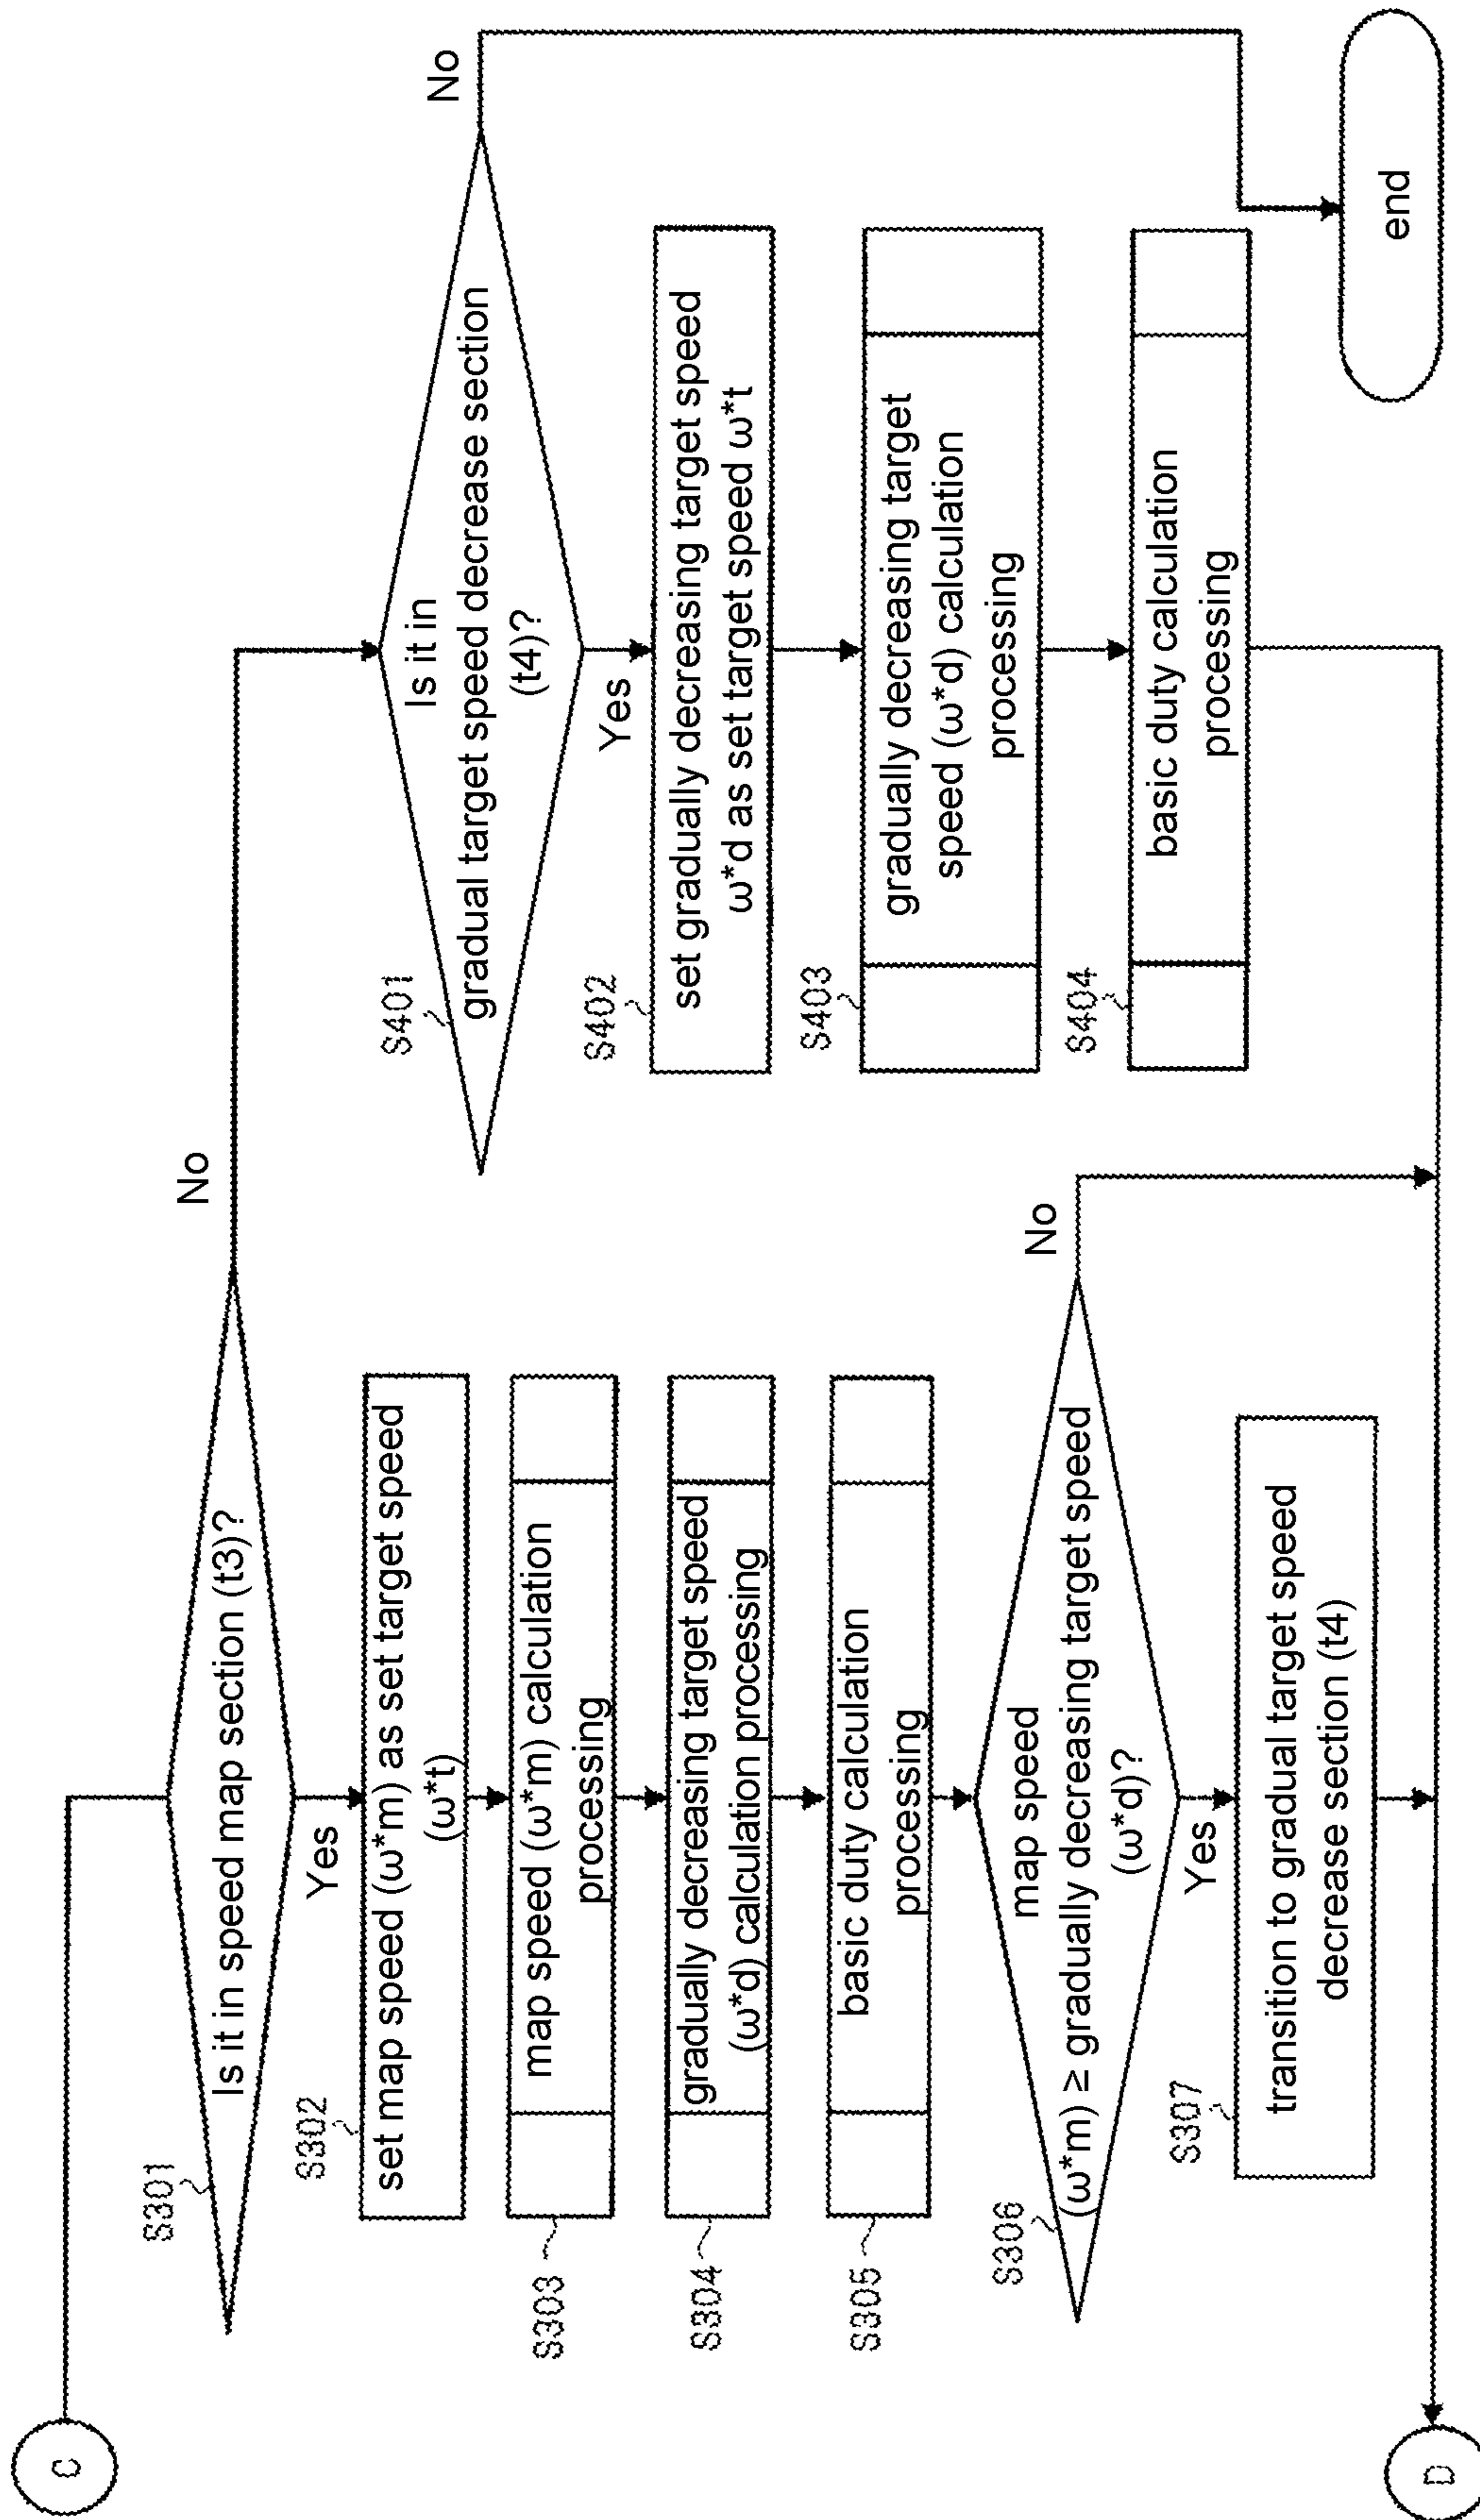 C
S301
Is it in speed map section (t3)?
No
Yes
S302
set map speed (ω*m) as set target speed
(ω*t)
S303
map speed (ω*m) calculation
processing
S304
gradually decreasing target speed
(ω*d) calculation processing
S305
basic duty calculation
processing
S306
map speed
(ω*m) ≥ gradually decreasing target speed
(ω*d)?
No
Yes
S307
transition to gradual target speed
decrease section (t4)
D
S401
Is it in
gradual target speed decrease section
(t4)?
No
Yes
S402
set gradually decreasing target speed
ω*d as set target speed ω*t
S403
gradually decreasing target
speed (ω*d) calculation
processing
S404
basic duty calculation
processing
end